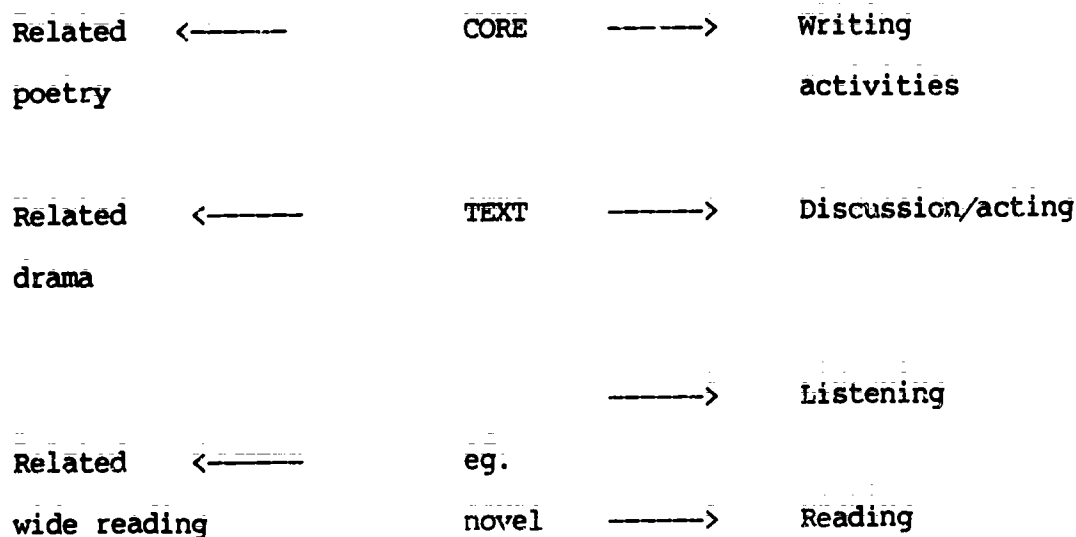 Related <------ CORE ------> Writing
poetry activities
Related <------ TEXT ------> Discussion/acting
drama
------> Listening
Related <------ eg.
wide reading novel ------> Reading